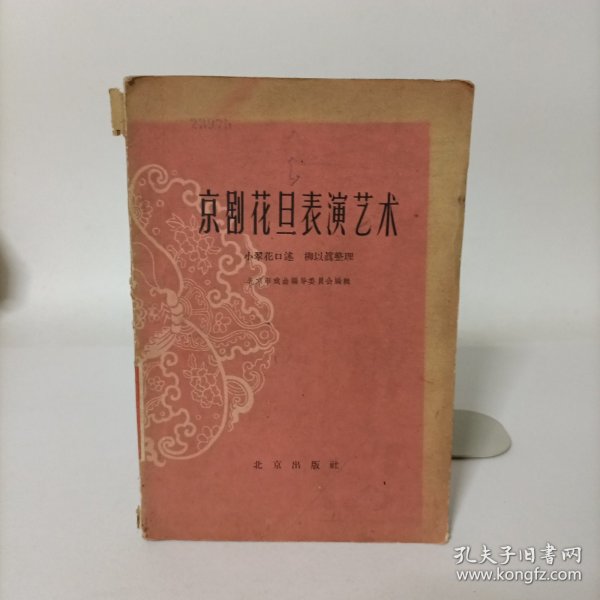 23975
京剧花旦表演艺术
小翠花口述 柳以真整理
北京市戏曲编导委员会编辑
北京出版社
孔夫子旧书网
www.kongfz.com